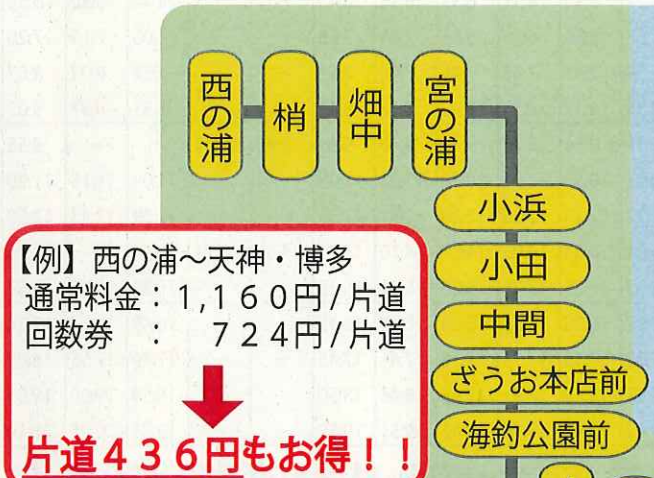 西の浦
梢
畑中
宮の浦
小浜
小田
中間
ざうお本店前
海釣公園前
【例】西の浦～天神・博多
通常料金：1,160円/片道
回数券　：　724円/片道
片道436円もお得！！